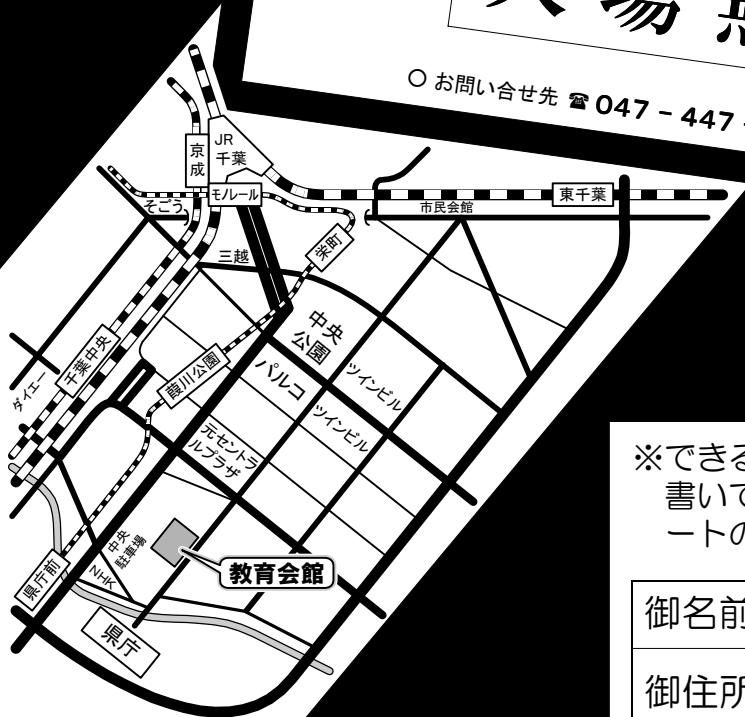 入場無
○ お問い合せ先 ☎ 047 - 447 -
京成
JR
千葉
モノレール
そごう
市民会館
東千葉
三越
栄町
中央
公園
千葉中央
葭川公園
パルコ
ツインビル
ツインビル
ダイエー
元セントラ
ルプラザ
中央
駐車場
教育会館
県庁前
県庁
※できる
書いて
ートの
御名前
御住所